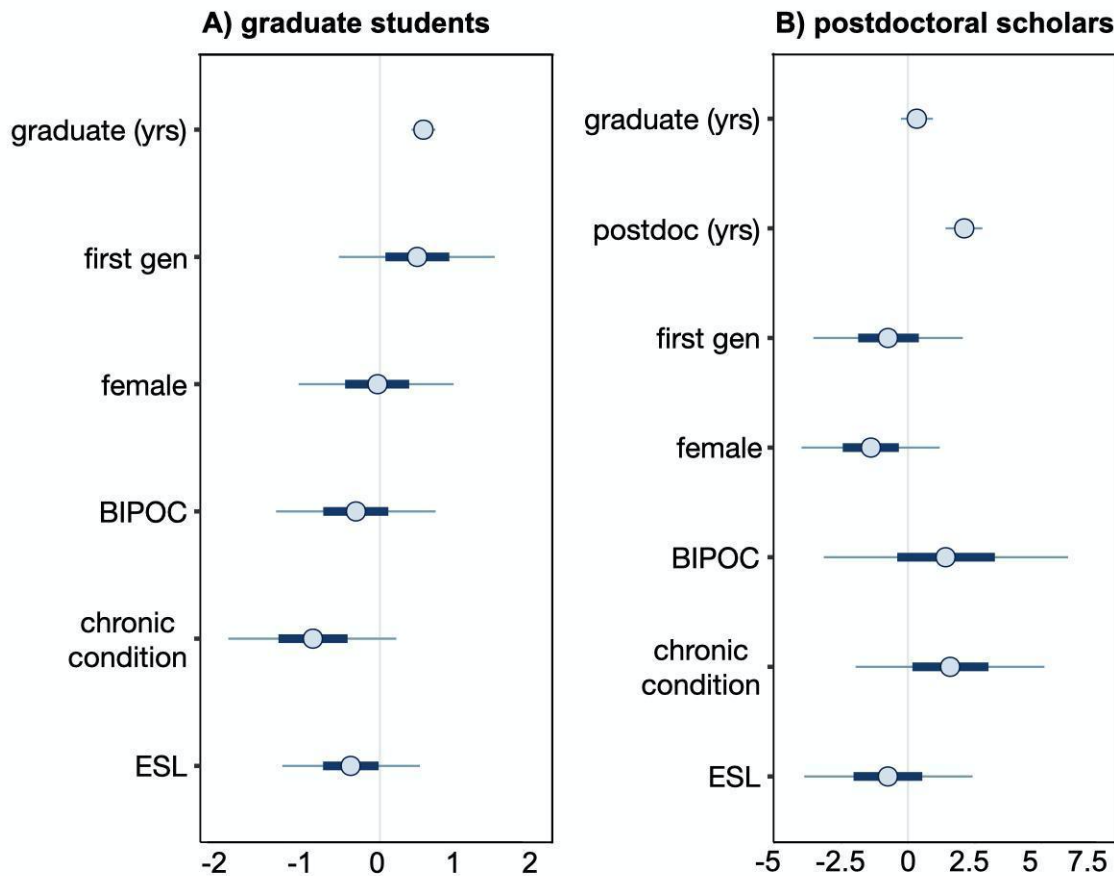 A) graduate students
graduate (yrs)
first gen
female
BIPOC
chronic
condition
ESL
-2 -1 0 1 2
B) postdoctoral scholars
graduate (yrs)
postdoc (yrs)
first gen
female
BIPOC
chronic
condition
ESL
-5 -2.5 0 2.5 5 7.5